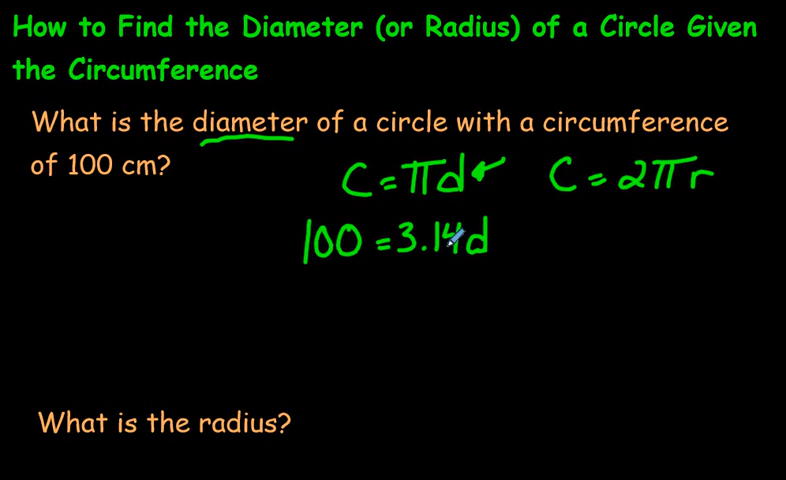 How to Find the Diameter (or Radius) of a Circle Given
the Circumference
What is the diameter of a circle with a circumference
of 100 cm?
C = πd C = 2πr
100 = 3.14d
What is the radius?